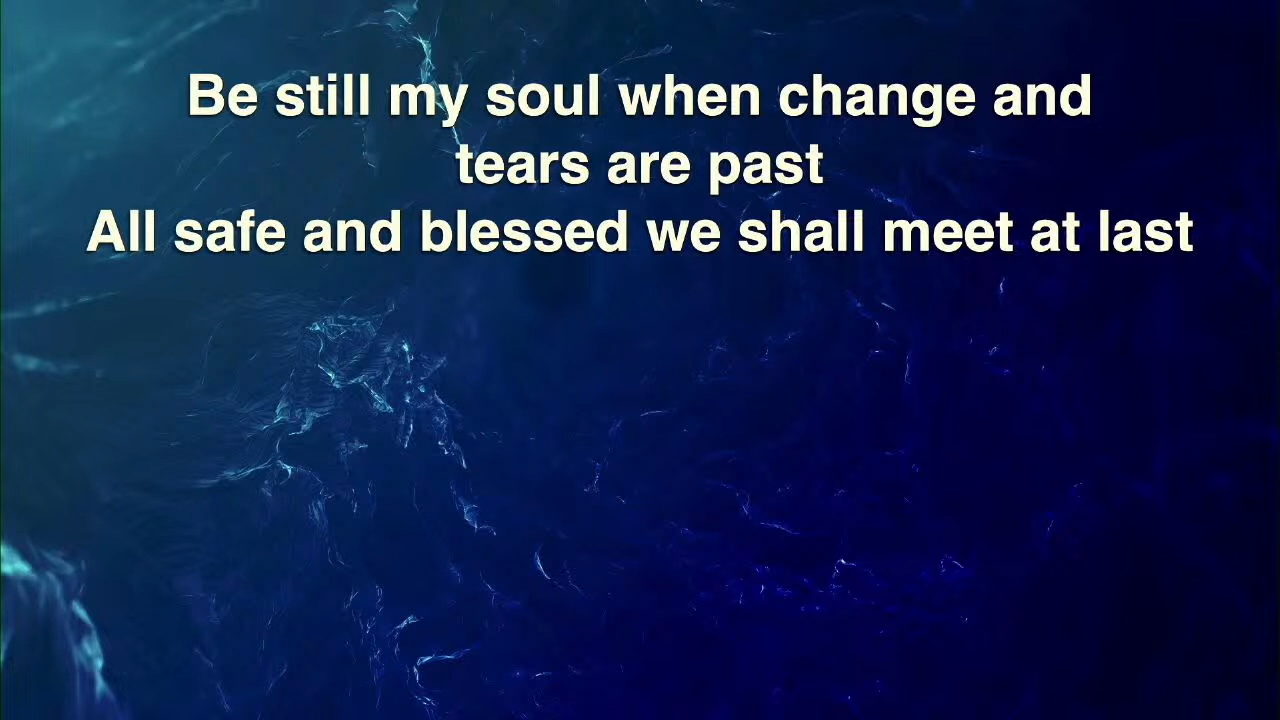 Be still my soul when change and
tears are past
All safe and blessed we shall meet at last